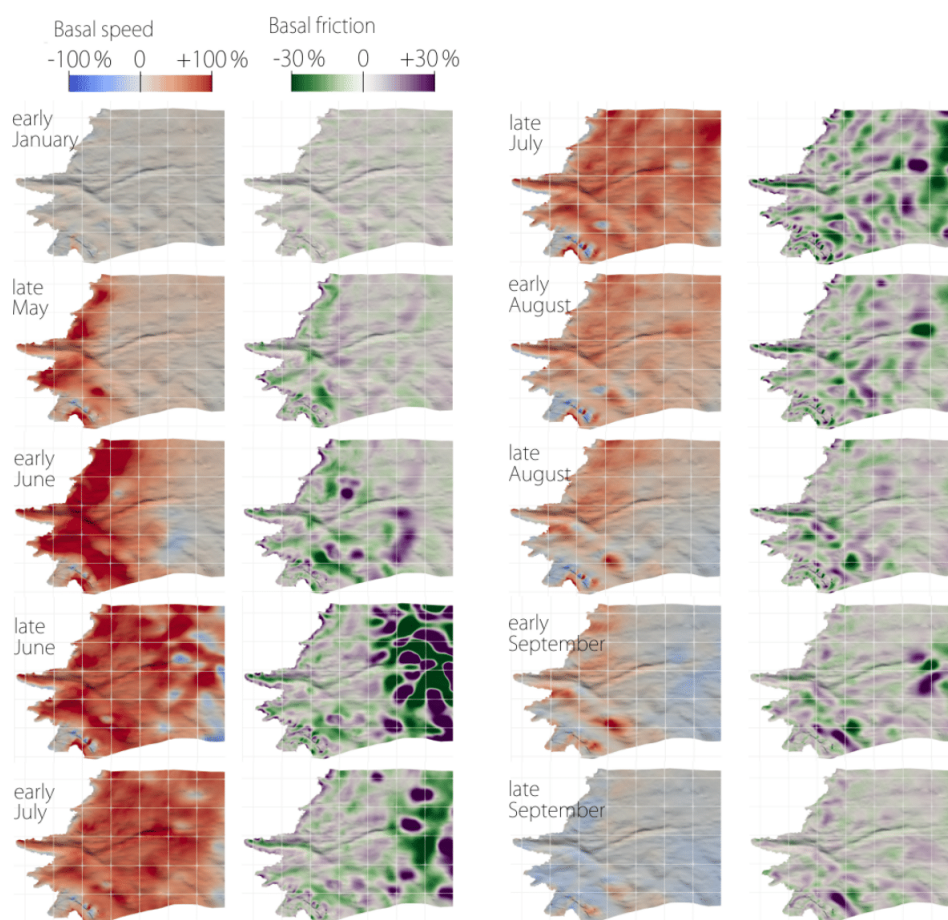 Basal speed
-100 % 0 +100 %
Basal friction
-30 % 0 +30 %
early
January
late
May
early
June
late
June
early
July
late
July
early
August
late
August
early
September
late
September